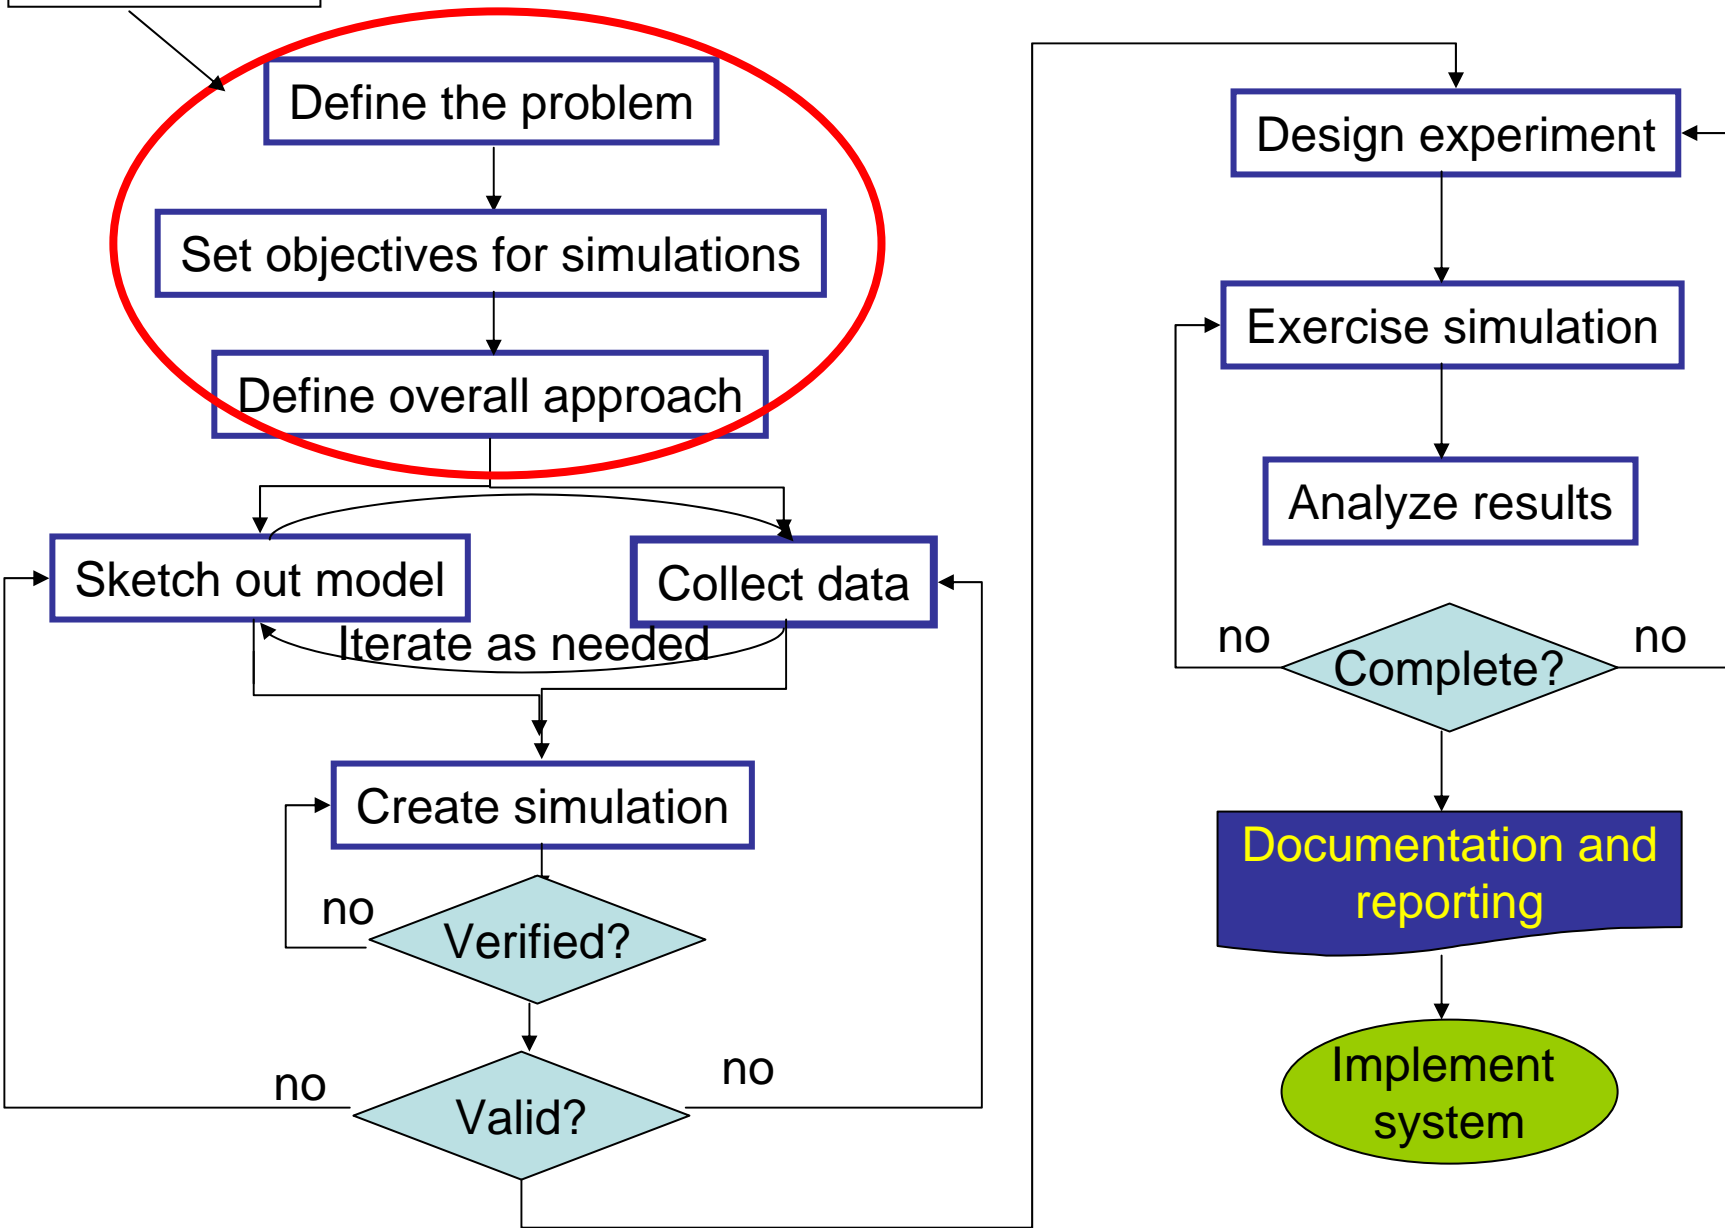 Define the problem
Set objectives for simulations
Define overall approach
Sketch out model
Collect data
Iterate as needed
Create simulation
no
Verified?
no
no
Valid?
Design experiment
Exercise simulation
Analyze results
no
no
Complete?
Documentation and
reporting
Implement
system